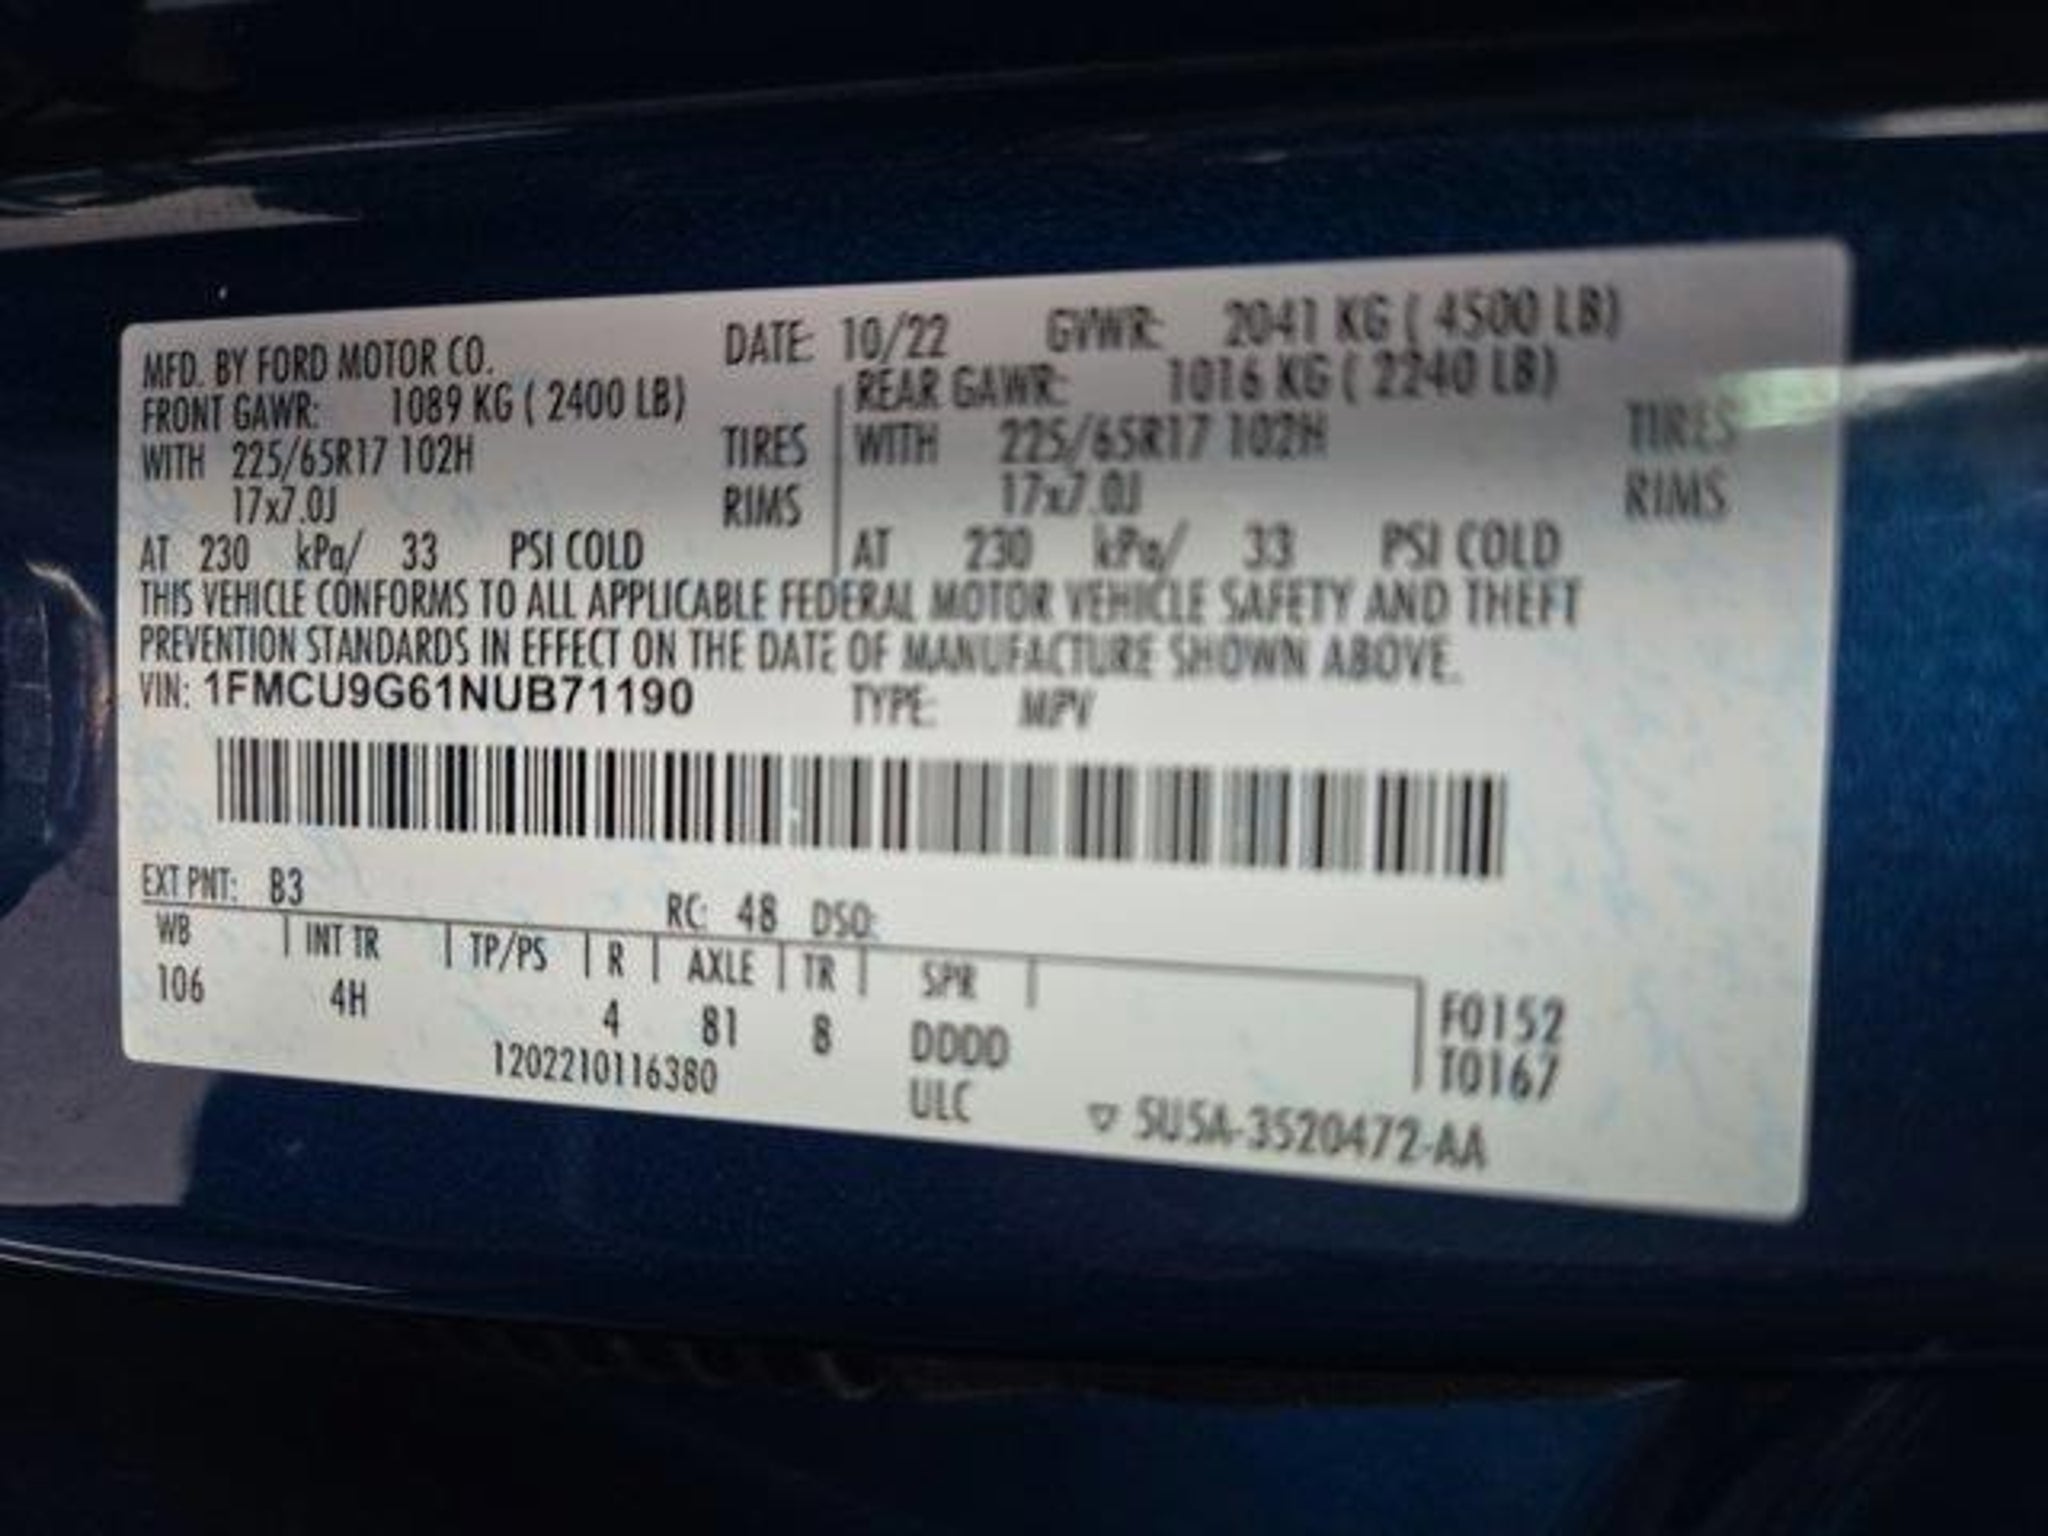 MFD. BY FORD MOTOR CO. DATE: 10/22 GVWR: 2041 KG ( 4500 LB)
FRONT GAWR: 1089 KG ( 2400 LB) REAR GAWR: 1016 KG ( 2240 LB)
WITH 225/65R17 102H TIRES WITH 225/65R17 102H TIRES
17x7.0J RIMS 17x7.0J RIMS
AT 230 kPa/ 33 PSI COLD AT 230 kPa/ 33 PSI COLD
THIS VEHICLE CONFORMS TO ALL APPLICABLE FEDERAL MOTOR VEHICLE SAFETY AND THEFT
PREVENTION STANDARDS IN EFFECT ON THE DATE OF MANUFACTURE SHOWN ABOVE.
VIN: 1FMCU9G61NUB71190 TYPE: MPV
EXT PNT: B3 RC: 48 DSO:
WB INT TR TP/PS R AXLE TR SPR
106 4H 4 81 8 DDDD F0152
1202210116380 ULC T0167
▽ 5U5A-3520472-AA